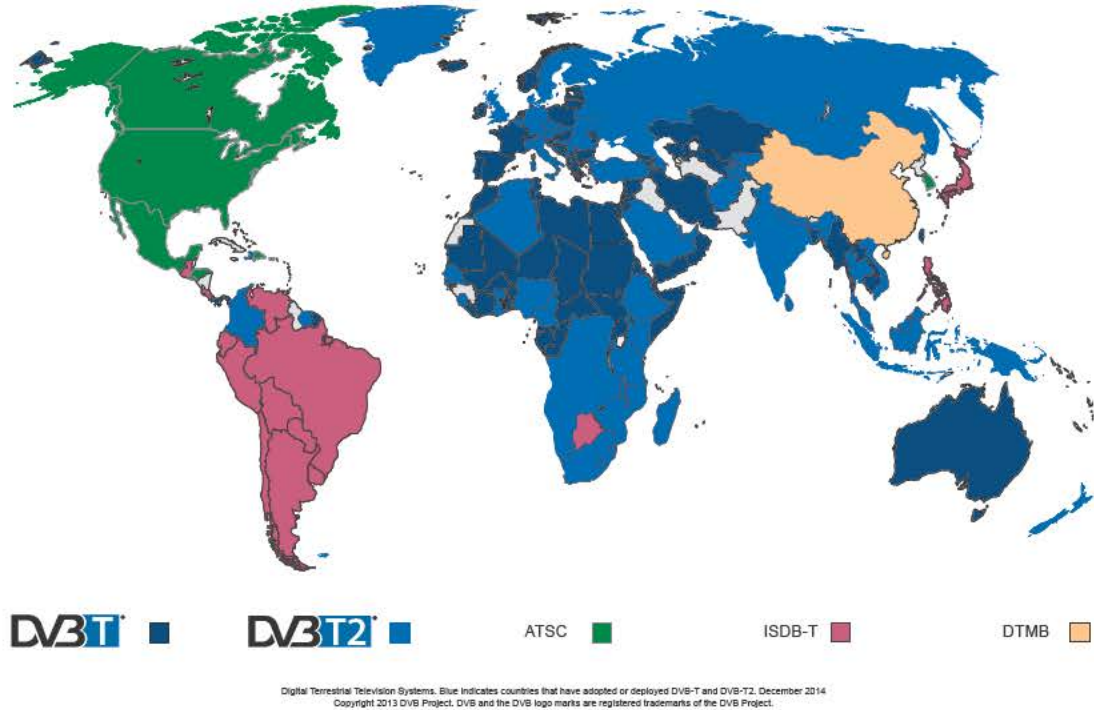 DVB T
DVB T2
ATSC
ISDB-T
DTMB
Digital Terrestrial Television Systems. Blue indicates countries that have adopted or deployed DVB-T and DVB-T2. December 2014
Copyright 2013 DVB Project. DVB and the DVB logo marks are registered trademarks of the DVB Project.